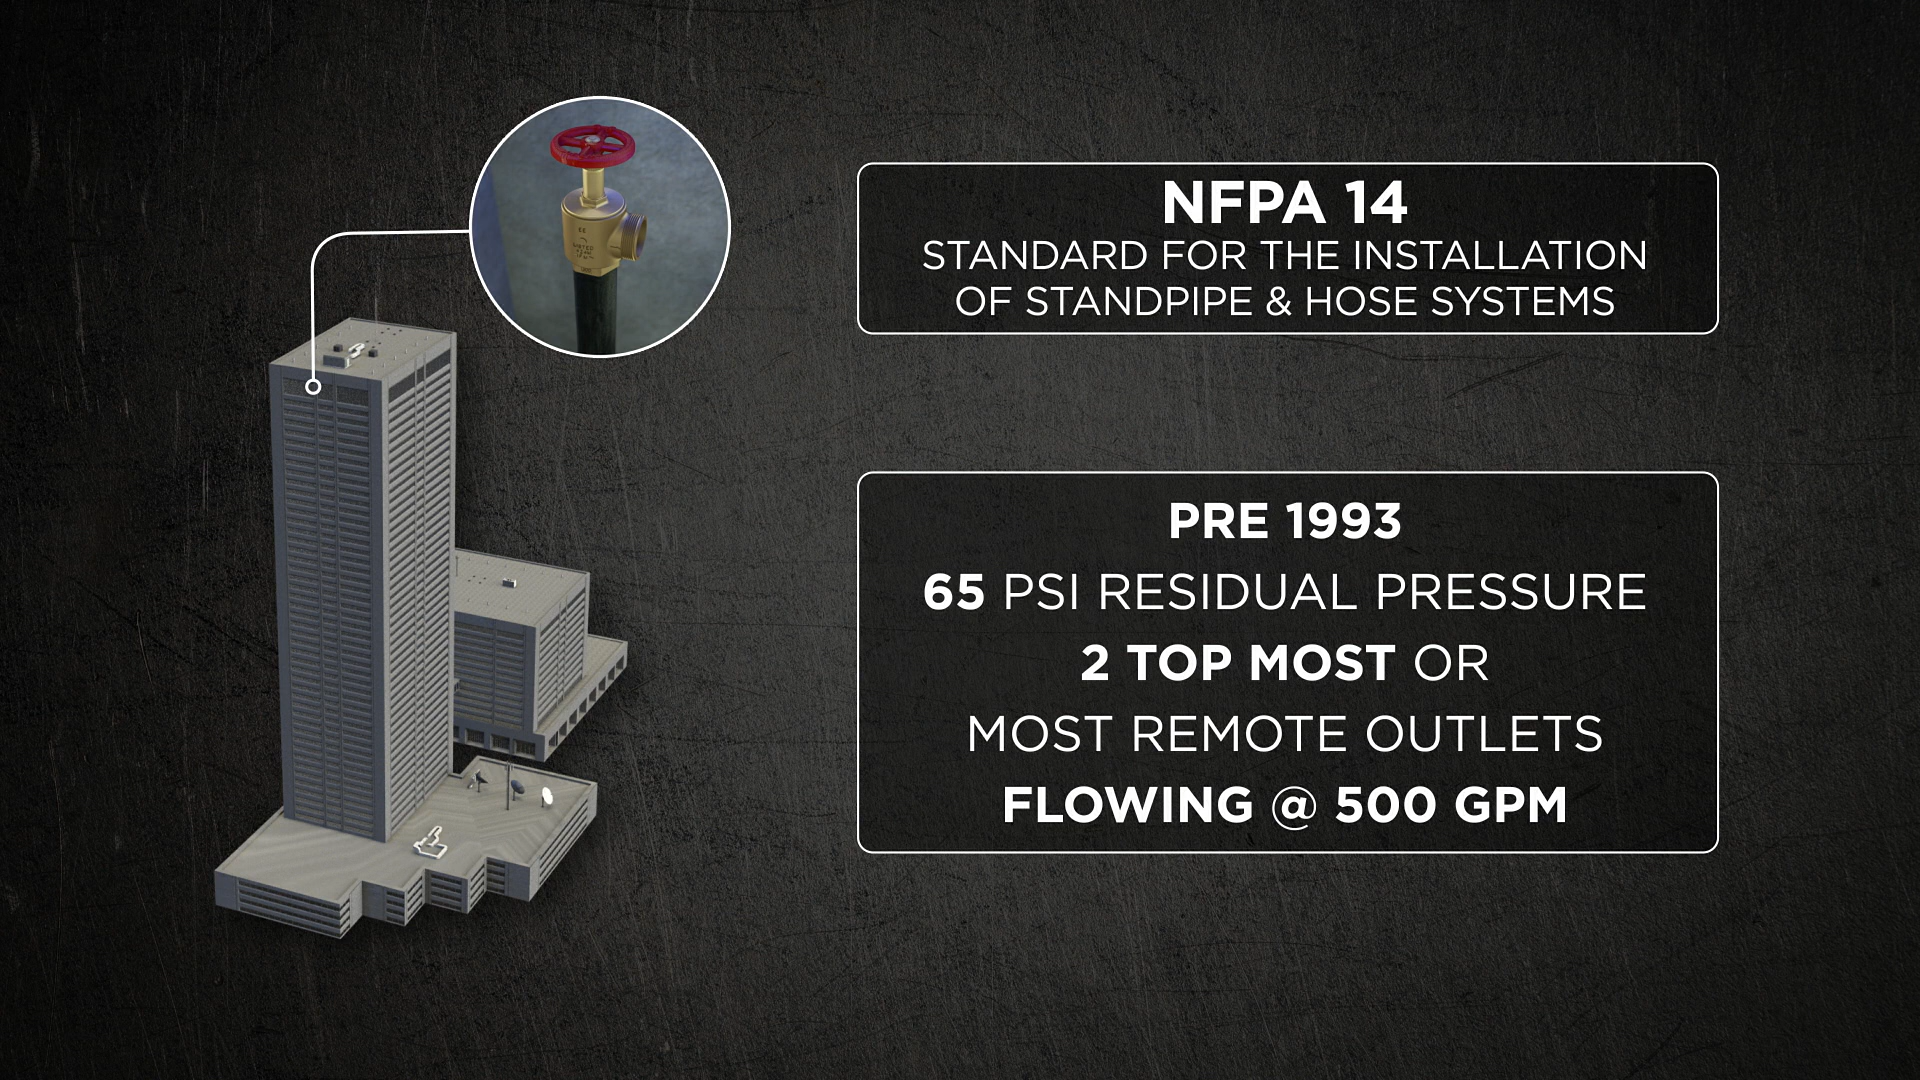 NFPA 14
STANDARD FOR THE INSTALLATION
OF STANDPIPE & HOSE SYSTEMS
PRE 1993
65 PSI RESIDUAL PRESSURE
2 TOP MOST OR
MOST REMOTE OUTLETS
FLOWING @ 500 GPM